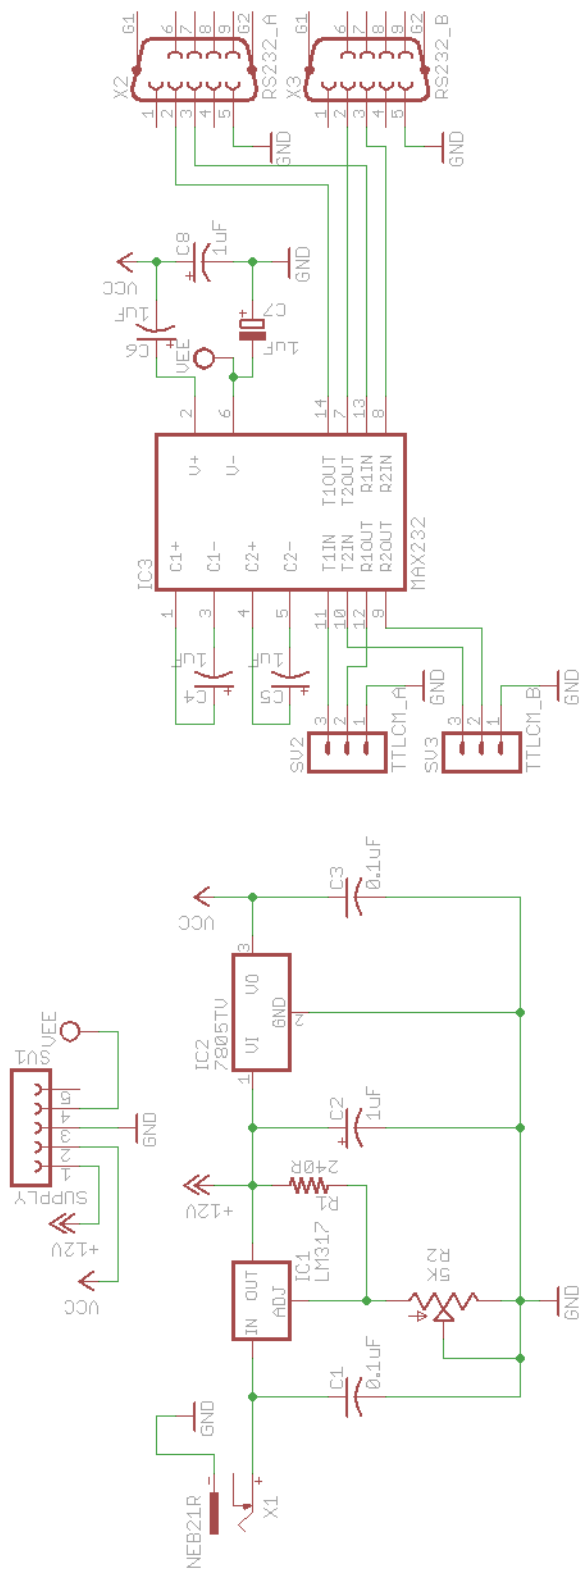 G1
6
7
8
9
G2
X2
RS232_A
1
2
3
4
5
GND
G1
6
7
8
9
G2
X3
RS232_B
1
2
3
4
5
GND
VCC
C8
1uF
+
GND
1uF
C6
+
VEE
+
C7
1uF
2
6
14
7
13
8
V+
V-
T1OUT
T2OUT
R1IN
R2IN
IC3
C1+
C1-
C2+
C2-
T1IN
T2IN
R1OUT
R2OUT
MAX232
1
3
4
5
11
10
12
9
1uF
C4
+
1uF
C5
+
SV2
3
2
1
TTLCM_A
GND
SV3
3
2
1
TTLCM_B
GND
VCC
C3
0.1uF
3
IC2
7805TV
VO
VI
GND
2
1
VEE
SV1
5
4
3
2
1
SUPPLY
GND
+12V
VCC
C2
1uF
+
+12V
240R
R1
IC1
LM317
OUT
IN
ADJ
5K
R2
GND
C1
0.1uF
GND
NEB21R
-
+
X1